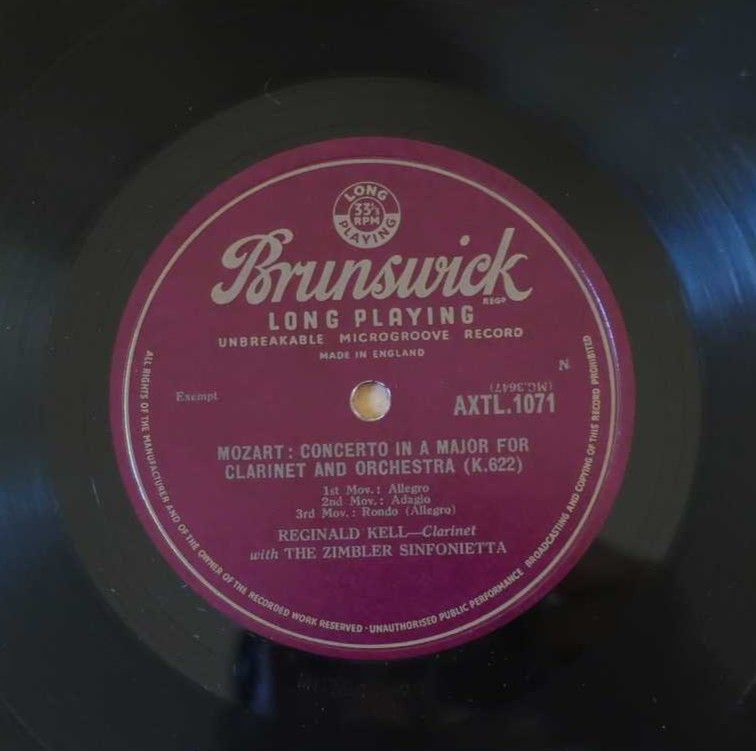 LONG
33⅓
RPM
PLAYING
Brunswick
REGD
LONG PLAYING
UNBREAKABLE MICROGROOVE RECORD
MADE IN ENGLAND
N
Exempt
(MG.3647)
AXTL.1071
MOZART: CONCERTO IN A MAJOR FOR
CLARINET AND ORCHESTRA (K.622)
1st Mov.: Allegro
2nd Mov.: Adagio
3rd Mov.: Rondo (Allegro)
REGINALD KELL—Clarinet
with THE ZIMBLER SINFONIETTA
ALL RIGHTS OF THE MANUFACTURER AND OF THE OWNER OF THE RECORDED WORK RESERVED · UNAUTHORISED PUBLIC PERFORMANCE BROADCASTING AND COPYING OF THIS RECORD PROHIBITED